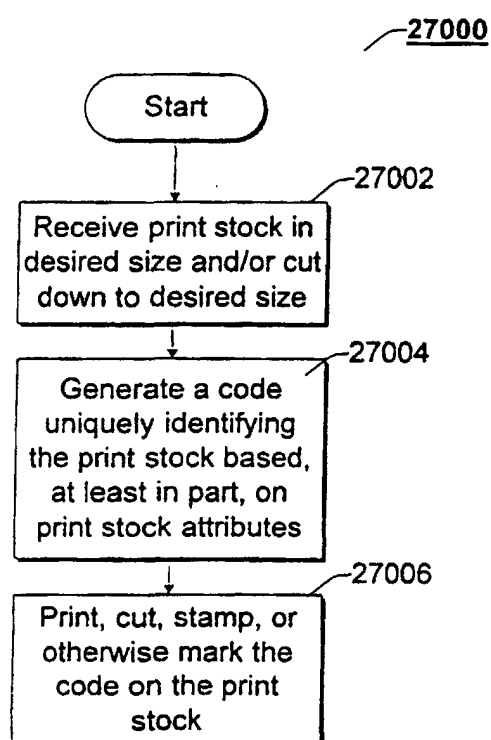 27000
Start
27002
Receive print stock in
desired size and/or cut
down to desired size
27004
Generate a code
uniquely identifying
the print stock based,
at least in part, on
print stock attributes
27006
Print, cut, stamp, or
otherwise mark the
code on the print
stock